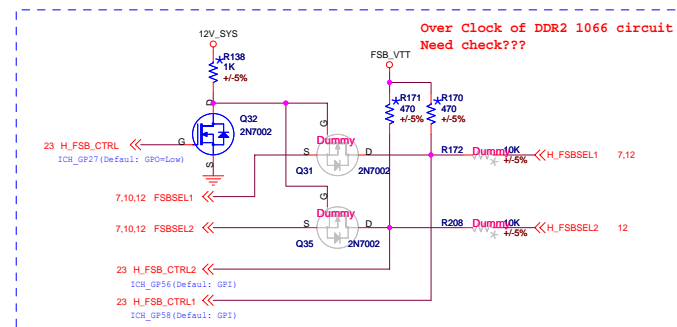 Over Clock of DDR2 1066 circuit
Need check???
12V_SYS
FSB_VTT
R138
1K
+/-5%
R171
470
+/-5%
R170
470
+/-5%
D
G
S
Q32
2N7002
23 H_FSB_CTRL
ICH_GP27(Defaul: GPO=Low)
G
Dummy
S
D
Q31
2N7002
R172
Dummy
10K
+/-5%
H_FSBSEL1
7,12
7,10,12 FSBSEL1
G
Dummy
S
D
Q35
2N7002
R208
Dummy
10K
+/-5%
H_FSBSEL2
12
7,10,12 FSBSEL2
23 H_FSB_CTRL2
ICH_GP56(Defaul: GPI)
23 H_FSB_CTRL1
ICH_GP58(Defaul: GPI)